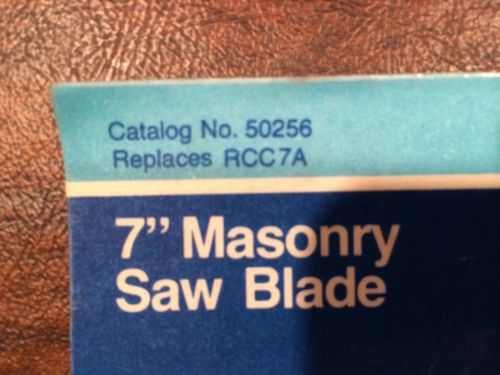 Catalog No. 50256
Replaces RCC7A
7” Masonry
Saw Blade